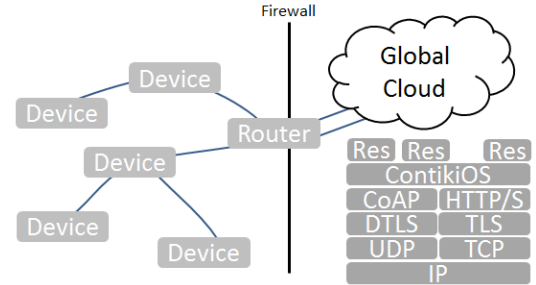 Firewall
Global
Cloud
Device
Device
Router
Device
Device
Device
Res Res Res
ContikiOS
CoAP HTTP/S
DTLS TLS
UDP TCP
IP